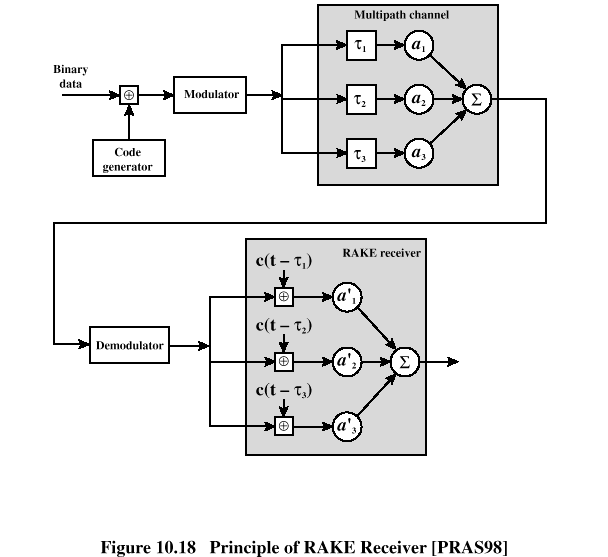 Multipath channel
τ1 a1
Binary
data
⊕
Modulator
τ2 a2 Σ
Code
generator
τ3 a3
RAKE receiver
c(t – τ1)
⊕ a'1
c(t – τ2)
Demodulator
⊕ a'2 Σ
c(t – τ3)
⊕ a'3
Figure 10.18 Principle of RAKE Receiver [PRAS98]